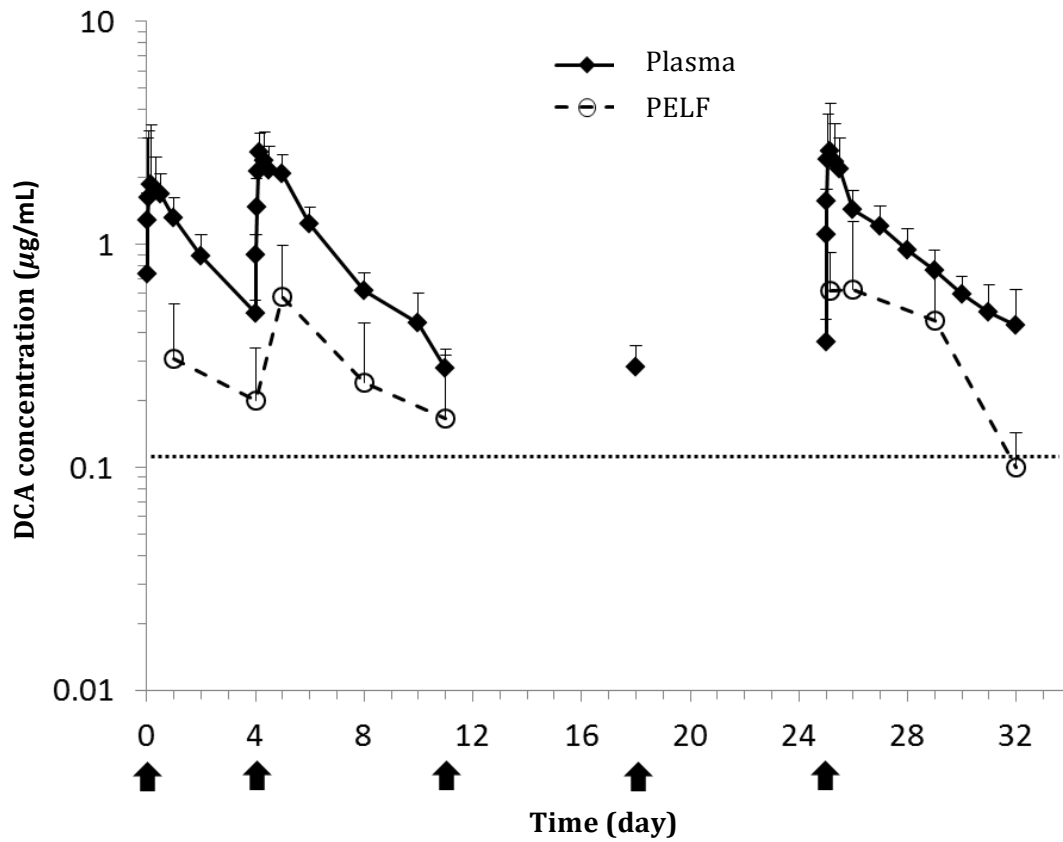 10
1
0.1
0.01
DCA concentration (µg/mL)
Plasma
PELF
0 4 8 12 16 20 24 28 32
Time (day)